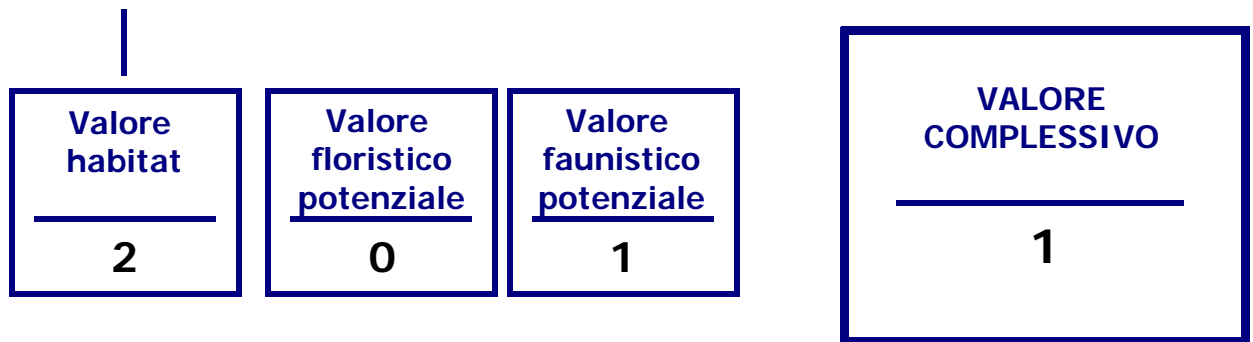 Valore
habitat
2
Valore
floristico
potenziale
0
Valore
faunistico
potenziale
1
VALORE
COMPLESSIVO
1